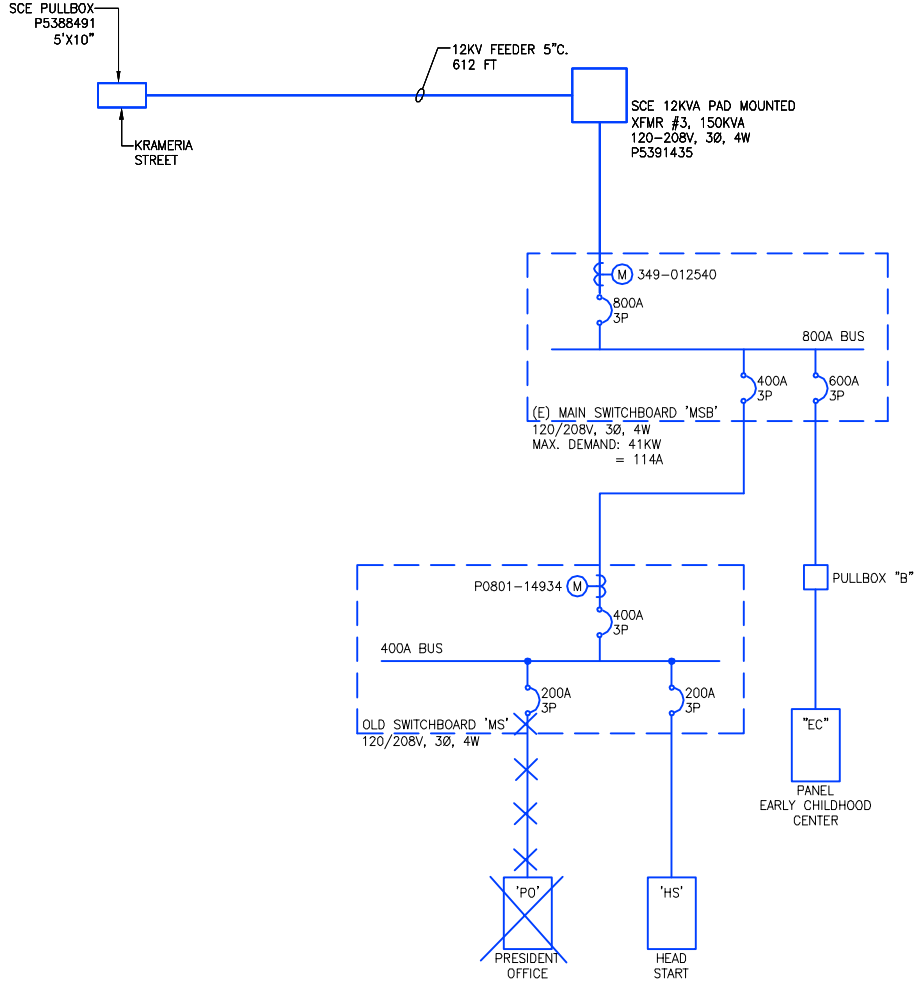 SCE PULLBOX
P5388491
5'X10"
KRAMERIA
STREET
12KV FEEDER 5"C.
612 FT
SCE 12KVA PAD MOUNTED
XFMR #3, 150KVA
120-208V, 3Ø, 4W
P5391435
M
349-012540
800A
3P
800A BUS
400A
3P
600A
3P
(E) MAIN SWITCHBOARD 'MSB'
120/208V, 3Ø, 4W
MAX. DEMAND: 41KW
= 114A
P0801-14934
M
400A
3P
PULLBOX "B"
400A BUS
200A
3P
200A
3P
OLD SWITCHBOARD 'MS'
120/208V, 3Ø, 4W
"EC"
PANEL
EARLY CHILDHOOD
CENTER
'PO'
PRESIDENT
OFFICE
'HS'
HEAD
START